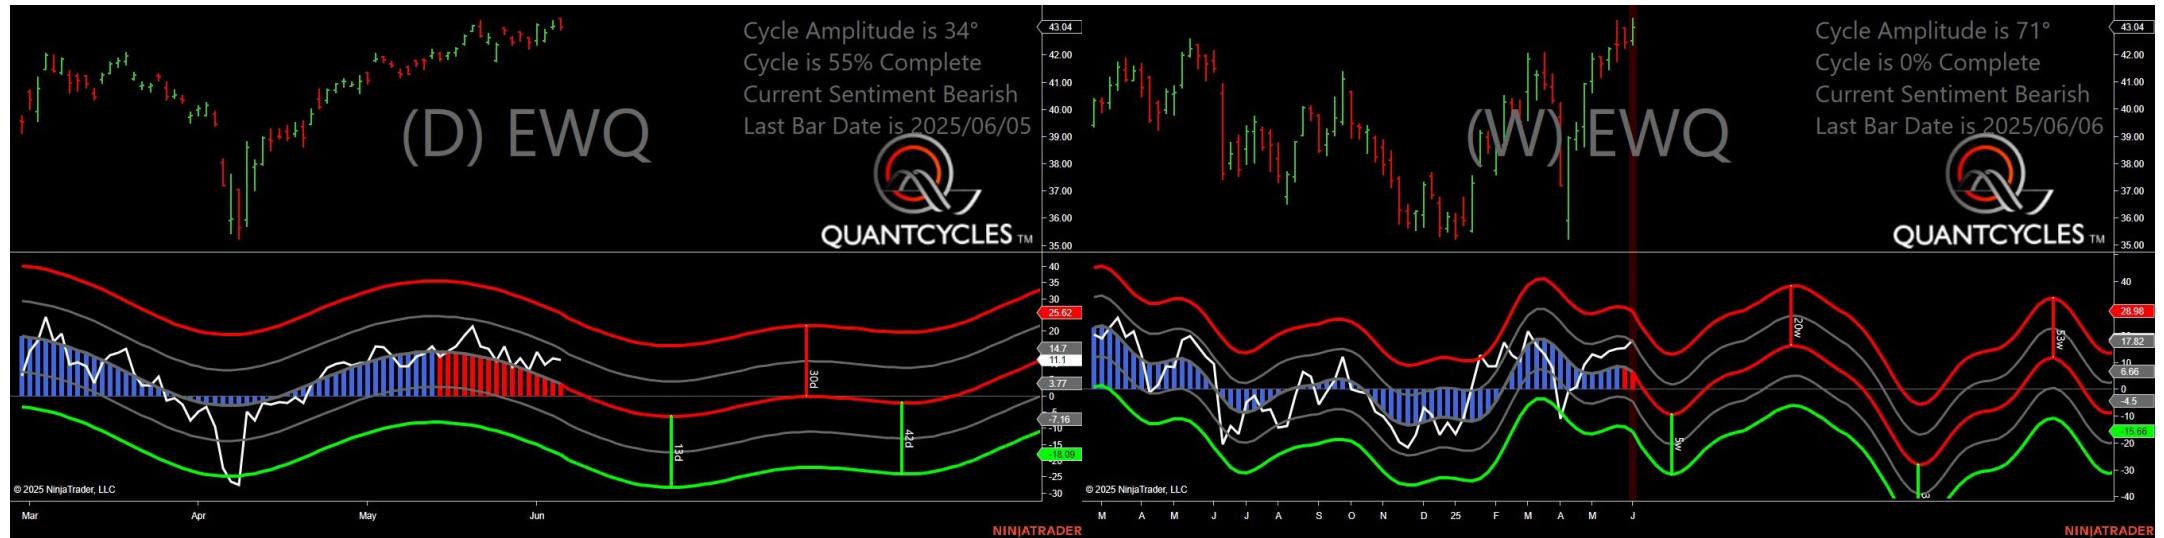 Cycle Amplitude is 34°
Cycle is 55% Complete
Current Sentiment Bearish
Last Bar Date is 2025/06/05
(D) EWQ
QUANTCYCLES TM
43.04
42.00
41.00
40.00
39.00
38.00
37.00
36.00
35.00
40
35
30
25.62
20
14.7
11.1
3.77
0
-7.16
-10
-15
-18.09
-25
-30
30d
13d
42d
© 2025 NinjaTrader, LLC
Mar
Apr
May
Jun
NINJATRADER
Cycle Amplitude is 71°
Cycle is 0% Complete
Current Sentiment Bearish
Last Bar Date is 2025/06/06
(W) EWQ
QUANTCYCLES TM
43.04
42.00
41.00
40.00
39.00
38.00
37.00
36.00
35.00
40
28.98
17.82
10
6.66
0
-4.5
-10
-15.66
-20
-30
-40
20w
53w
5w
© 2025 NinjaTrader, LLC
M A M J J A S O N D 25 F M A M J
NINJATRADER